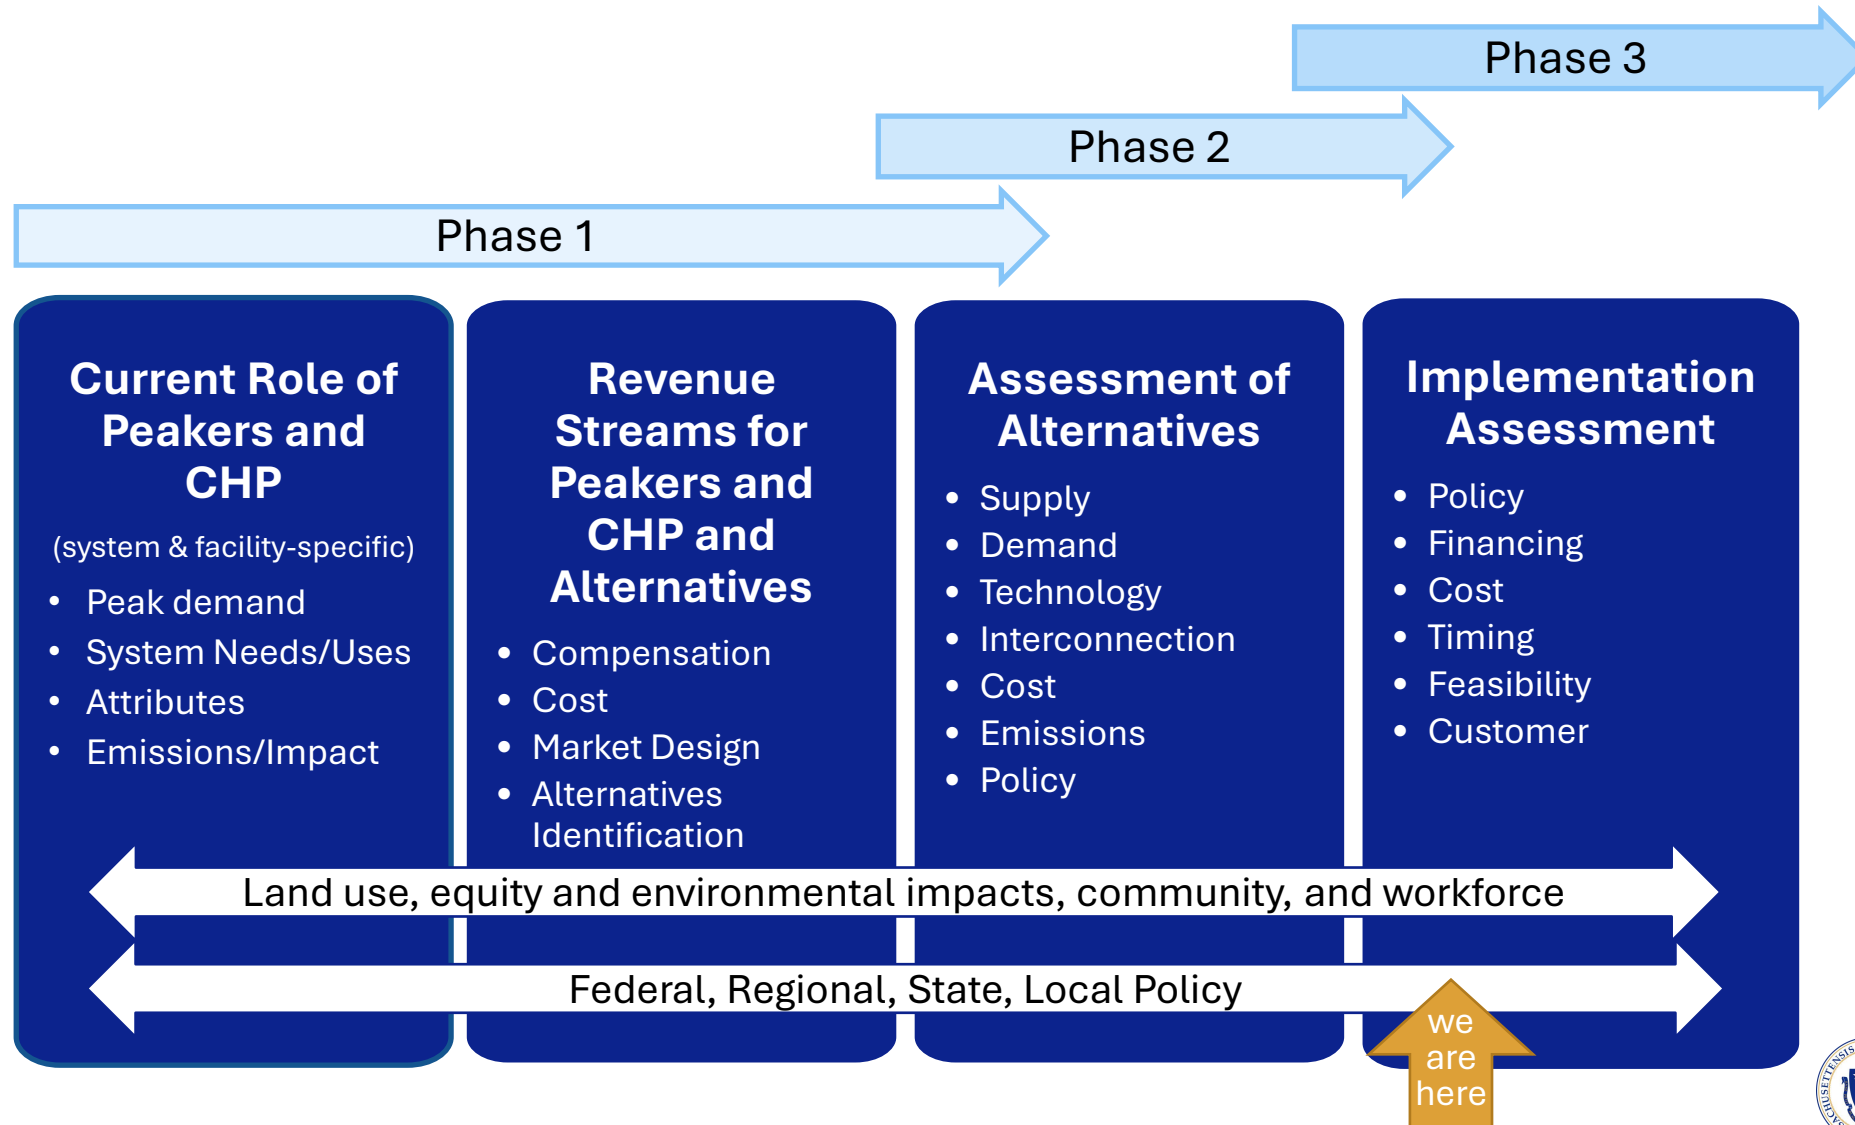 Phase 3
Phase 2
Phase 1
Current Role of
Peakers and
CHP
(system & facility-specific)
• Peak demand
• System Needs/Uses
• Attributes
• Emissions/Impact
Revenue
Streams for
Peakers and
CHP and
Alternatives
• Compensation
• Cost
• Market Design
• Alternatives
Identification
Assessment of
Alternatives
• Supply
• Demand
• Technology
• Interconnection
• Cost
• Emissions
• Policy
Implementation
Assessment
• Policy
• Financing
• Cost
• Timing
• Feasibility
• Customer
Land use, equity and environmental impacts, community, and workforce
Federal, Regional, State, Local Policy
we
are
here